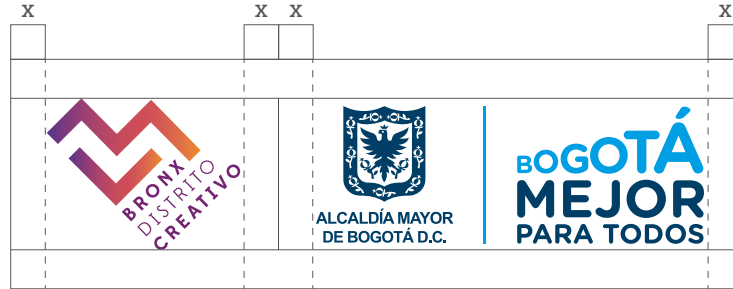 X X X X
BRONX
DISTRITO
CREATIVO
ALCALDÍA MAYOR
DE BOGOTÁ D.C.
BOGOTÁ
MEJOR
PARA TODOS